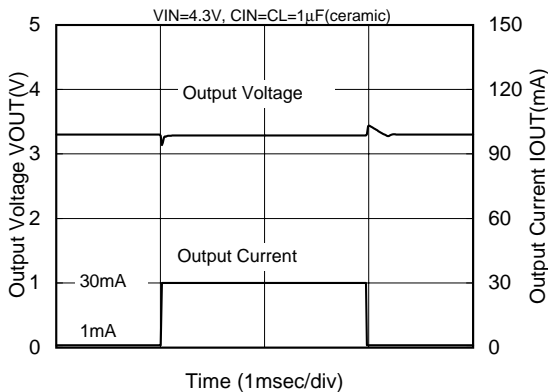 VIN=4.3V, CIN=CL=1μF(ceramic)
Output Voltage VOUT(V)
5
4
3
2
1
0
Output Voltage
Output Current
30mA
1mA
150
120
90
60
30
0
Output Current IOUT(mA)
Time (1msec/div)